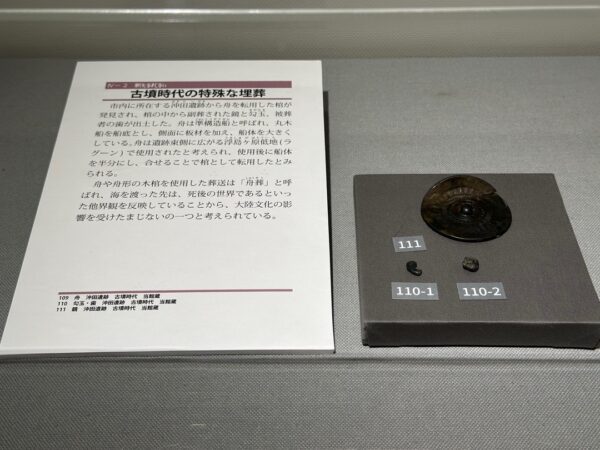 古墳時代の特殊な埋葬
市内に所在する沖田遺跡から舟を転用した棺が
発見され、棺の中から副葬された鏡と勾玉、被葬
者の歯が出土した。舟は準構造船と呼ばれ、丸木
船を船底とし、側面に板材を加え、船体を大きく
している。舟は遺跡東側に広がる浮島ヶ原低地(ラ
グーン)で使用されたと考えられ、使用後に船体
を半分にし、合せることで棺として転用したとみ
られる。
舟や舟形の木棺を使用した葬送は「舟葬」と呼
ばれ、海を渡った先は、死後の世界であるといっ
た他界観を反映していることから、大陸文化の影
響を受けたまじないの一つと考えられている。
109 舟 沖田遺跡 古墳時代 当館蔵
110 勾玉・歯 沖田遺跡 古墳時代 当館蔵
111 鏡 沖田遺跡 古墳時代 当館蔵
111
110-1
110-2